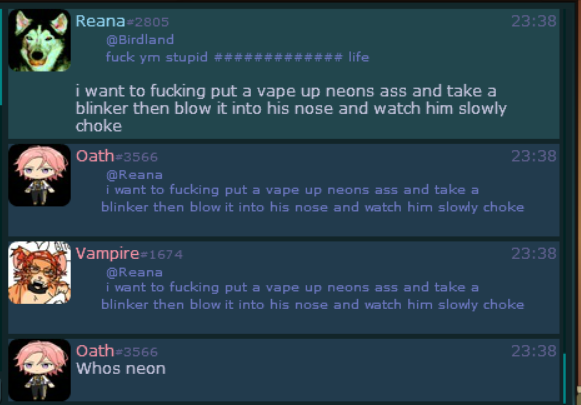 Reana#2805 23:38
@Birdland
fuck ym stupid ############# life
i want to fucking put a vape up neons ass and take a
blinker then blow it into his nose and watch him slowly
choke
Oath#3566 23:38
@Reana
i want to fucking put a vape up neons ass and take a
blinker then blow it into his nose and watch him slowly choke
Vampire#1674 23:38
@Reana
i want to fucking put a vape up neons ass and take a
blinker then blow it into his nose and watch him slowly choke
Oath#3566 23:38
Whos neon